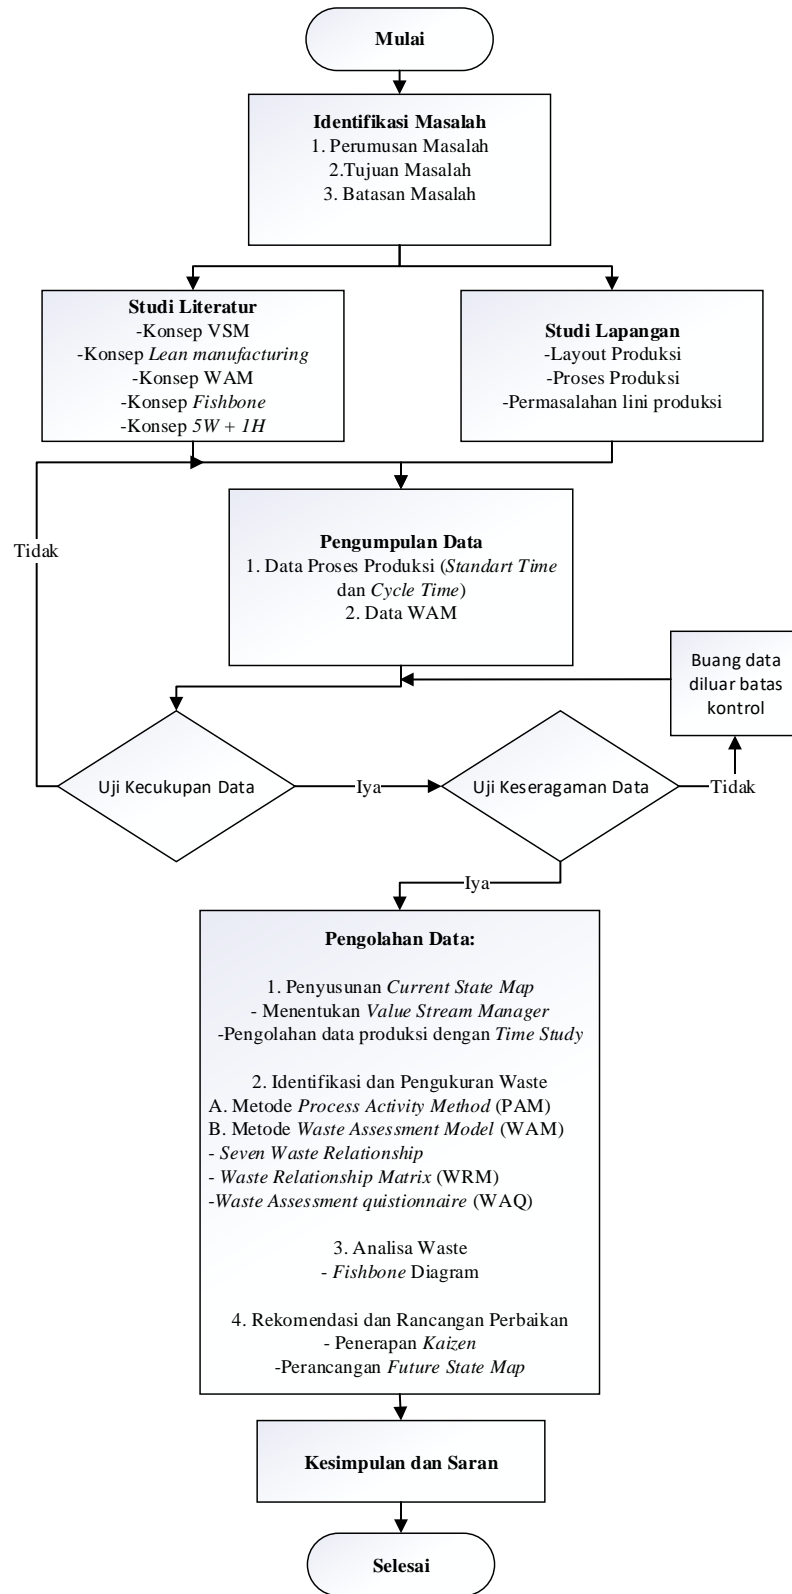 Mulai
Identifikasi Masalah
1. Perumusan Masalah
2.Tujuan Masalah
3. Batasan Masalah
Studi Literatur
-Konsep VSM
-Konsep Lean manufacturing
-Konsep WAM
-Konsep Fishbone
-Konsep 5W + 1H
Studi Lapangan
-Layout Produksi
-Proses Produksi
-Permasalahan lini produksi
Tidak
Pengumpulan Data
1. Data Proses Produksi (Standart Time
dan Cycle Time)
2. Data WAM
Buang data
diluar batas
kontrol
Uji Kecukupan Data
Iya
Uji Keseragaman Data
Tidak
Iya
Pengolahan Data:
1. Penyusunan Current State Map
- Menentukan Value Stream Manager
-Pengolahan data produksi dengan Time Study
2. Identifikasi dan Pengukuran Waste
A. Metode Process Activity Method (PAM)
B. Metode Waste Assessment Model (WAM)
- Seven Waste Relationship
- Waste Relationship Matrix (WRM)
-Waste Assessment quistionnaire (WAQ)
3. Analisa Waste
- Fishbone Diagram
4. Rekomendasi dan Rancangan Perbaikan
- Penerapan Kaizen
-Perancangan Future State Map
Kesimpulan dan Saran
Selesai